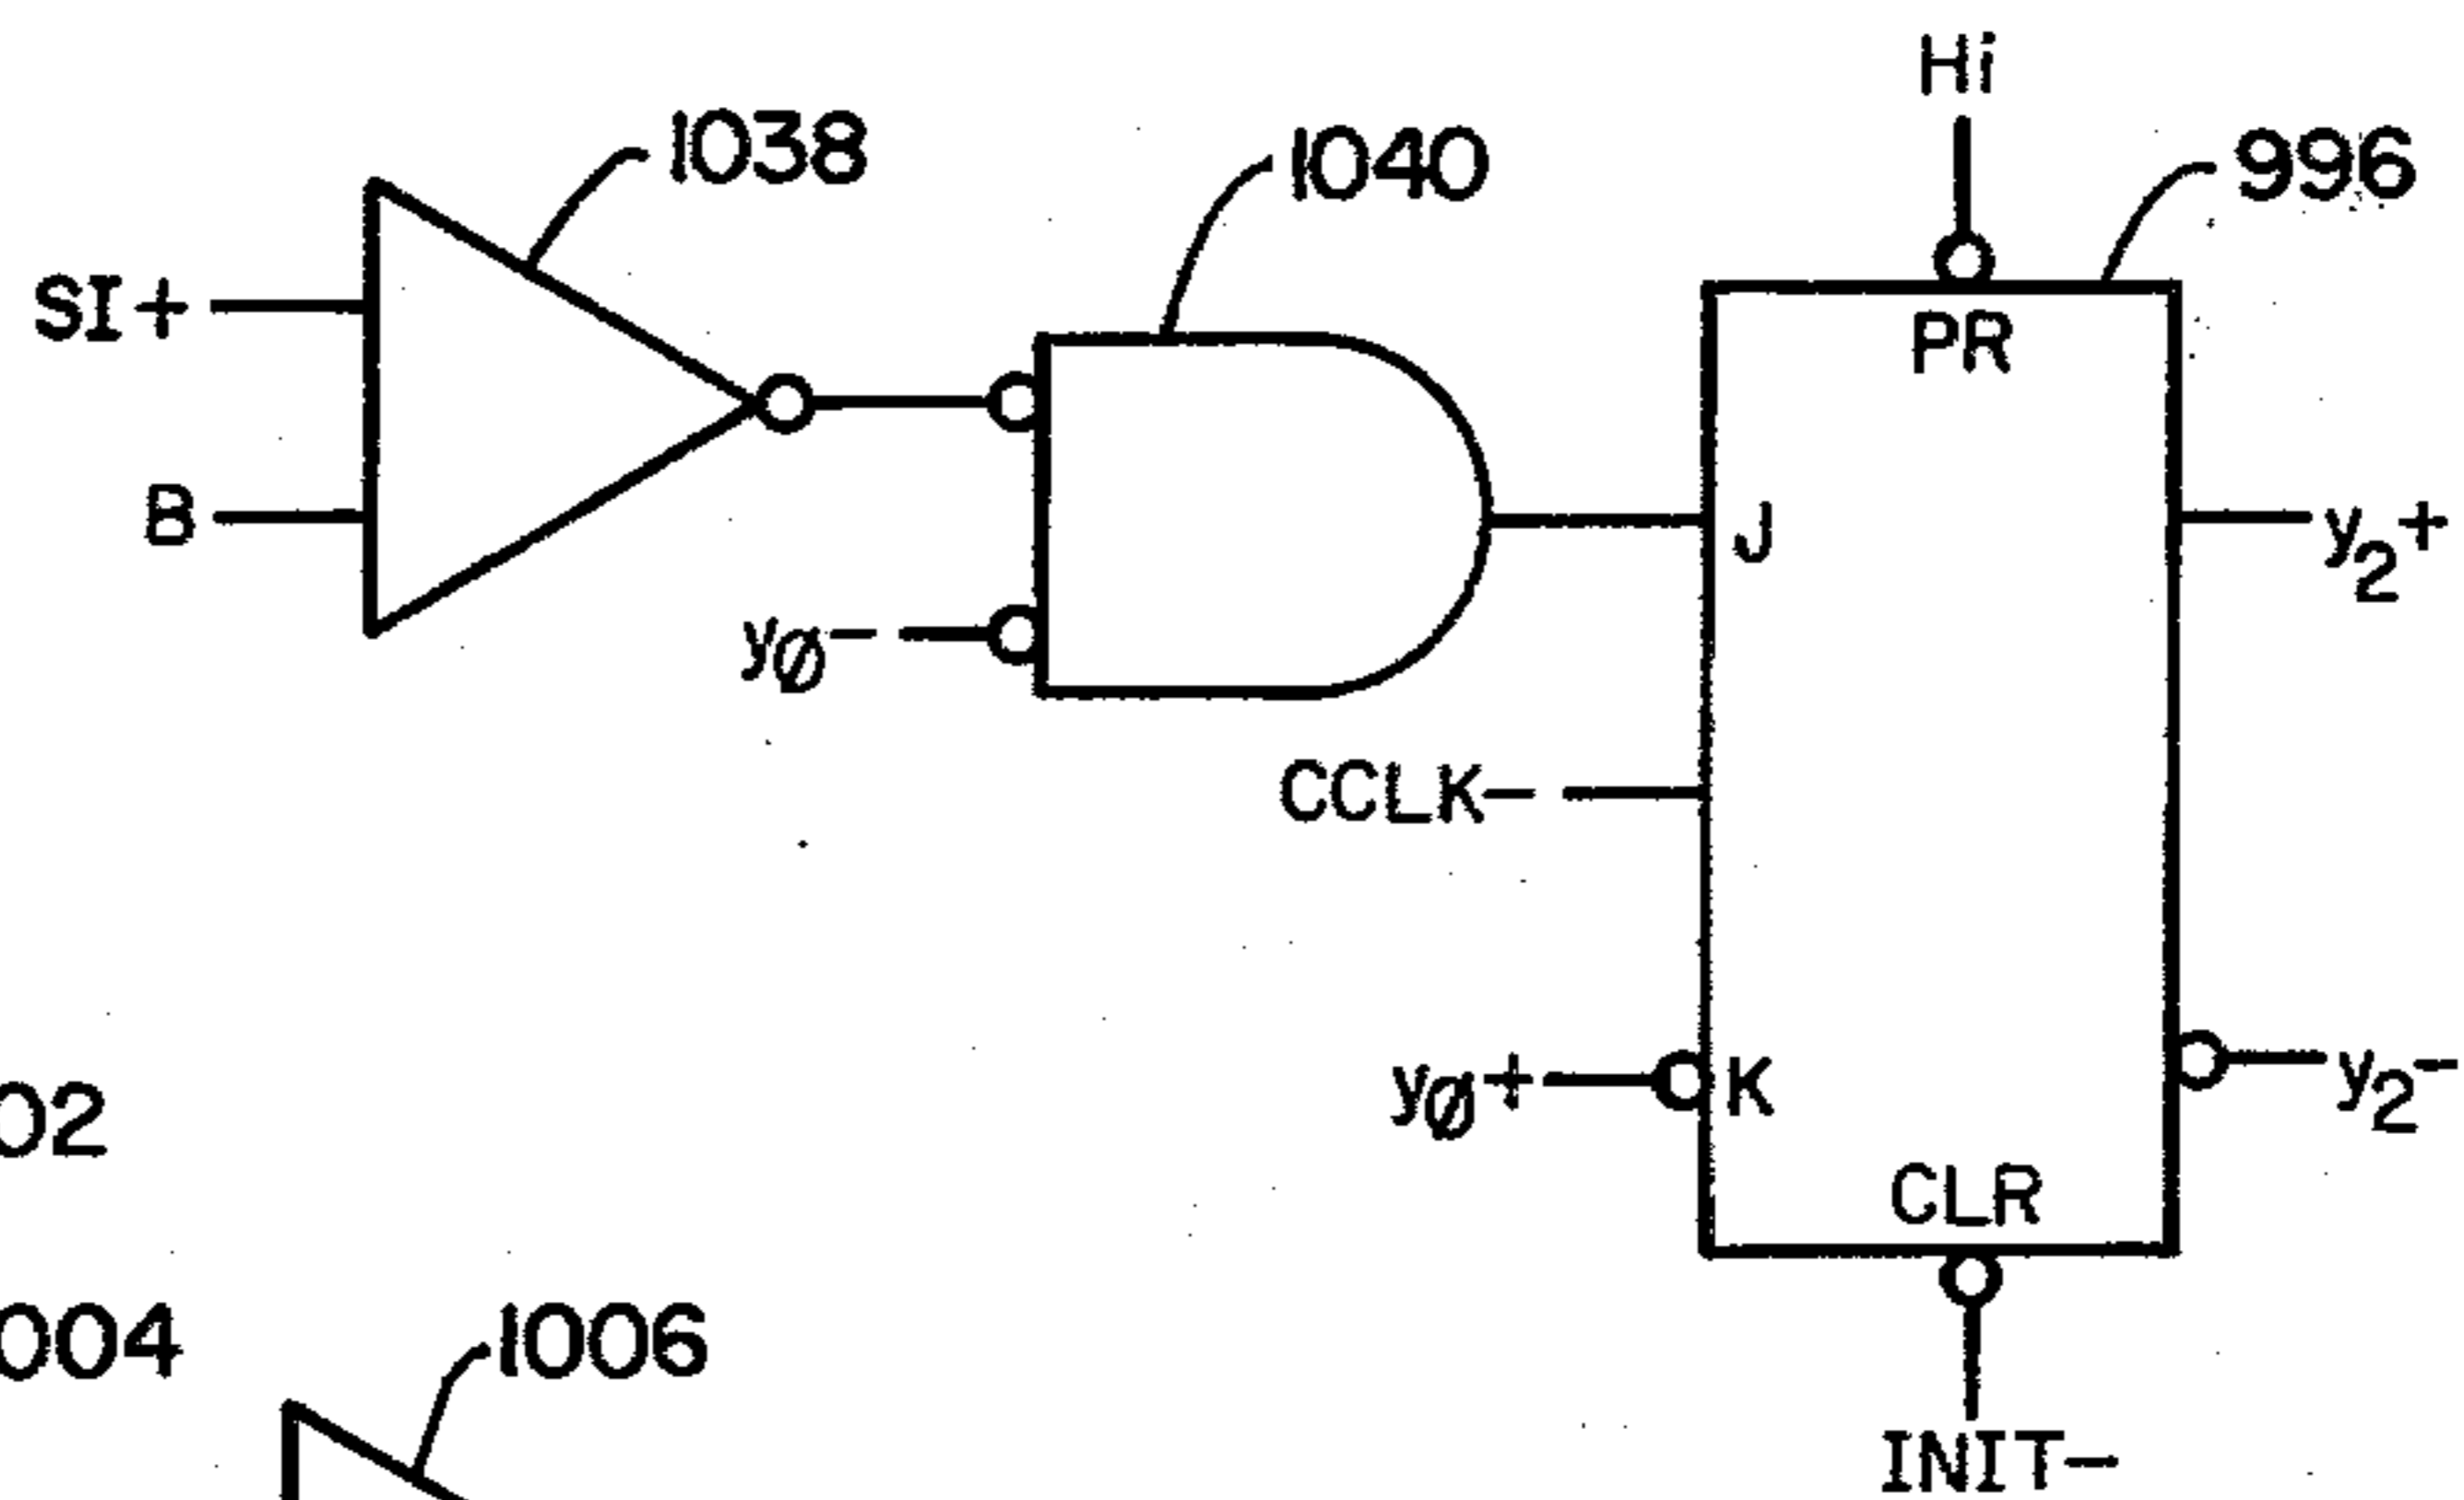 Hi
1038
1040
996
SI+
PR
B
J
y2+
yØ-
CCLK-
yØ+
K
y2-
02
CLR
004
1006
INIT-